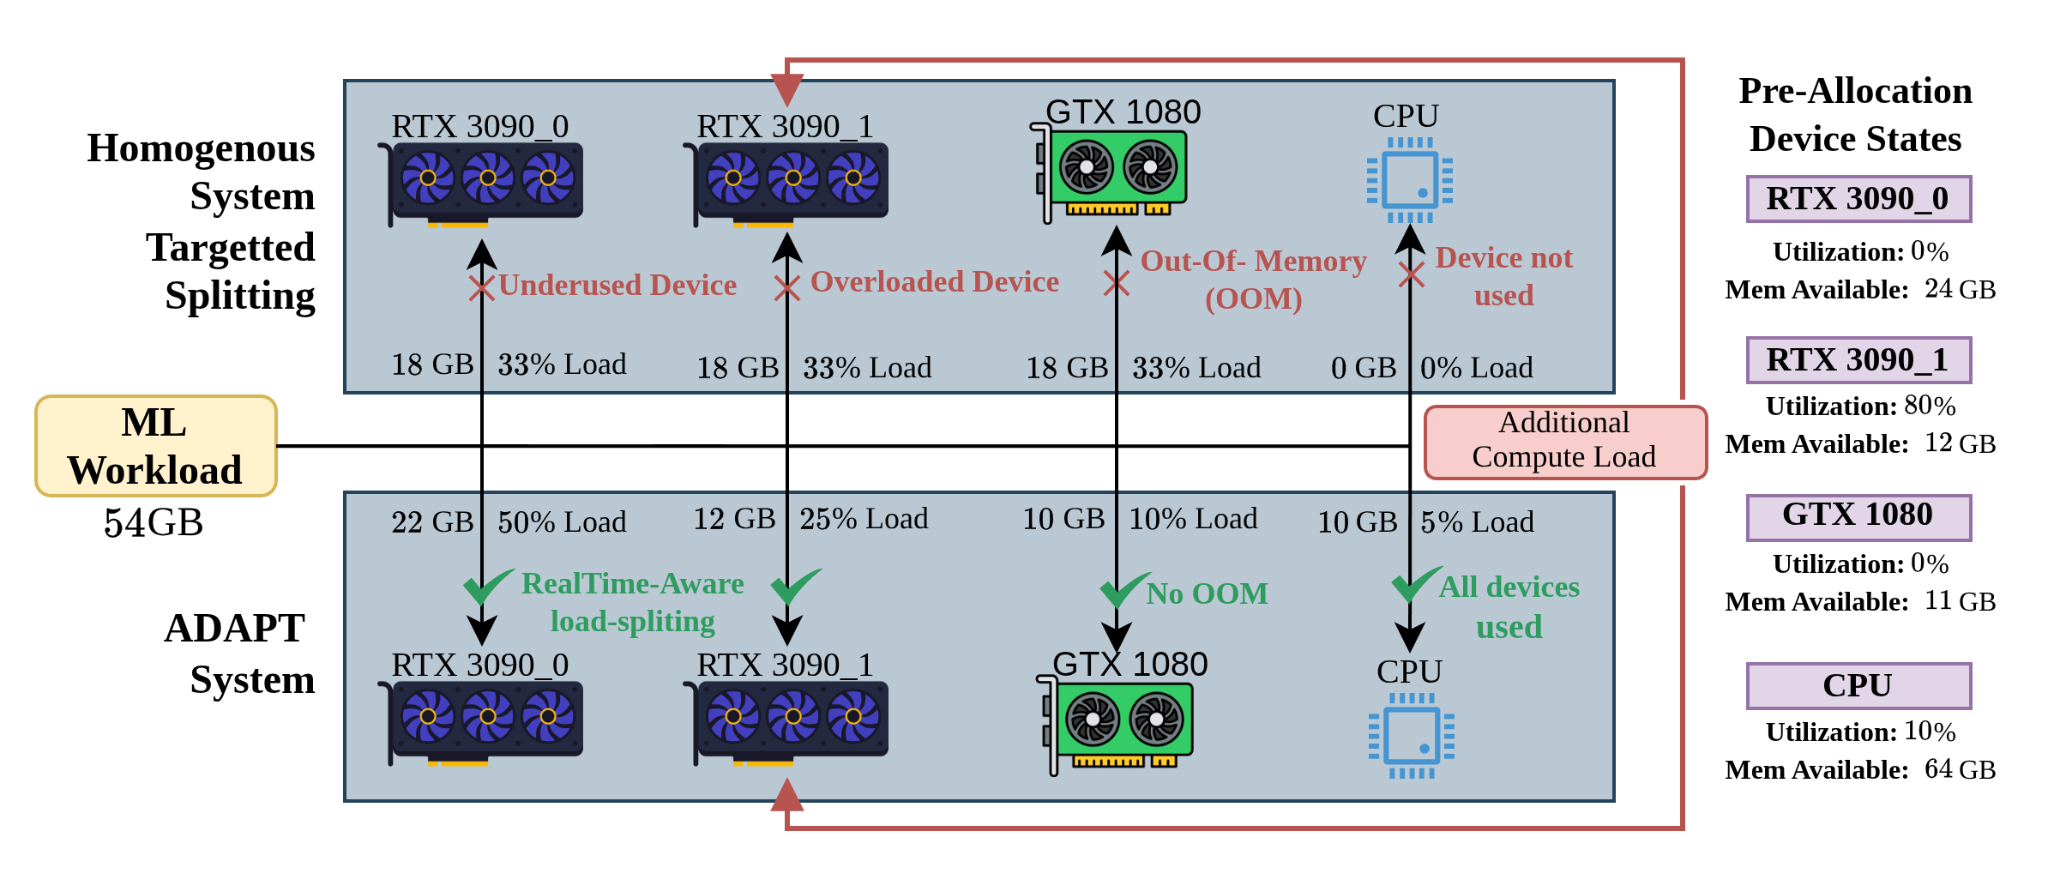 Homogenous
System
Targetted
Splitting
RTX 3090_0
RTX 3090_1
GTX 1080
CPU
Underused Device
Overloaded Device
Out-Of- Memory
(OOM)
Device not
used
18 GB 33% Load
18 GB 33% Load
18 GB 33% Load
0 GB 0% Load
ML
Workload
54GB
Additional
Compute Load
ADAPT
System
22 GB 50% Load
12 GB 25% Load
10 GB 10% Load
10 GB 5% Load
RealTime-Aware
load-spliting
No OOM
All devices
used
RTX 3090_0
RTX 3090_1
GTX 1080
CPU
Pre-Allocation
Device States
RTX 3090_0
Utilization: 0%
Mem Available: 24 GB
RTX 3090_1
Utilization: 80%
Mem Available: 12 GB
GTX 1080
Utilization: 0%
Mem Available: 11 GB
CPU
Utilization: 10%
Mem Available: 64 GB